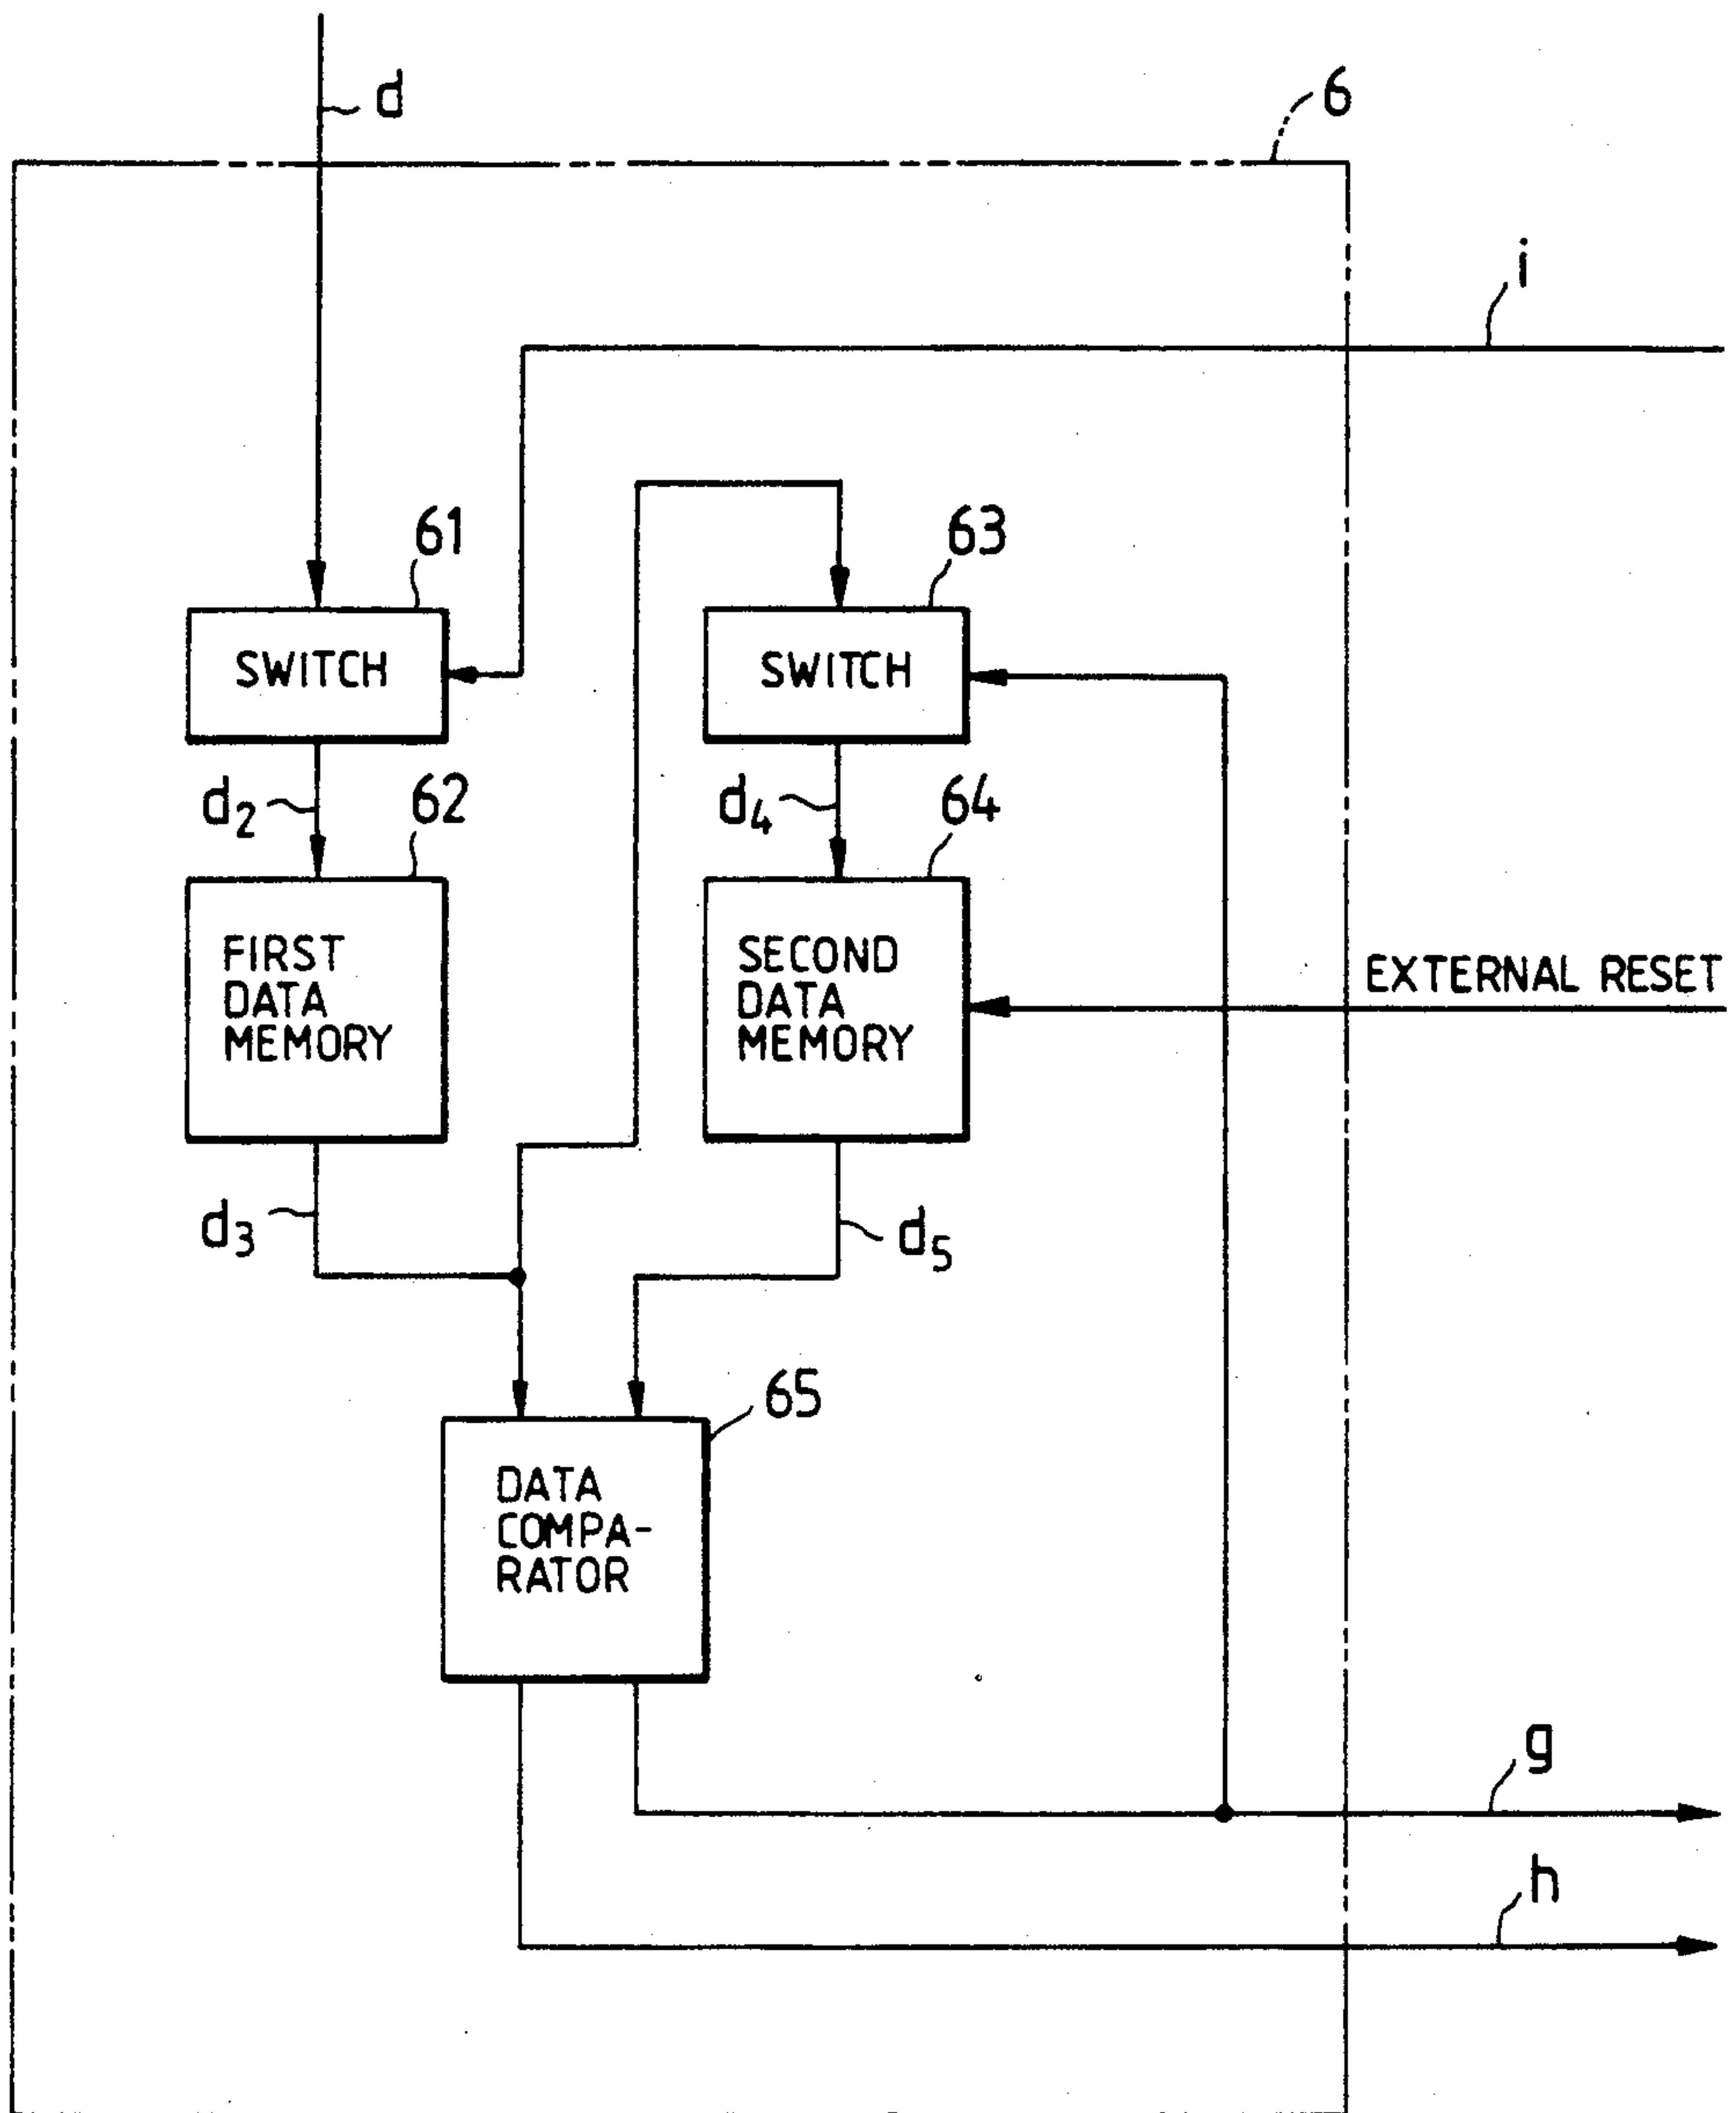 d
6
i
61
63
SWITCH
SWITCH
d2
62
d4
64
FIRST
DATA
MEMORY
SECOND
DATA
MEMORY
EXTERNAL RESET
d3
d5
65
DATA
COMPA-
RATOR
g
h